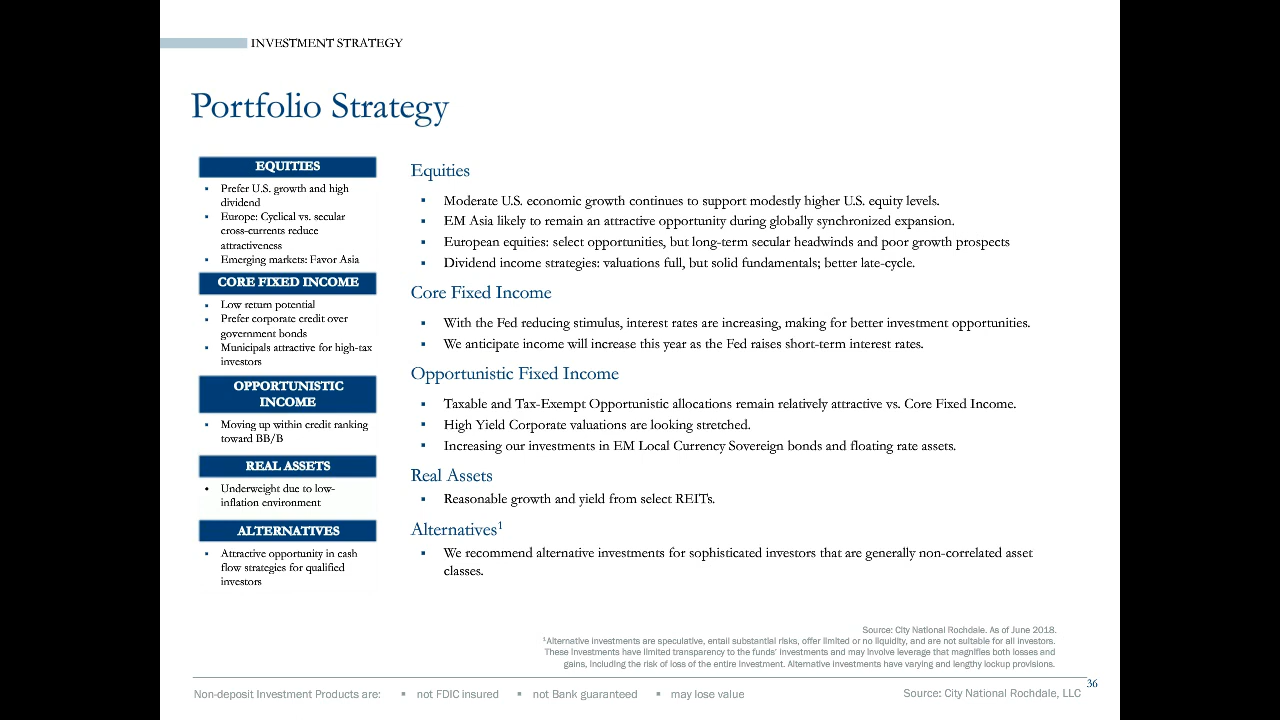 INVESTMENT STRATEGY
Portfolio Strategy
EQUITIES
▪ Prefer U.S. growth and high
dividend
▪ Europe: Cyclical vs. secular
cross-currents reduce
attractiveness
▪ Emerging markets: Favor Asia
CORE FIXED INCOME
▪ Low return potential
▪ Prefer corporate credit over
government bonds
▪ Municipals attractive for high-tax
investors
OPPORTUNISTIC
INCOME
▪ Moving up within credit ranking
toward BB/B
REAL ASSETS
• Underweight due to low-
inflation environment
ALTERNATIVES
▪ Attractive opportunity in cash
flow strategies for qualified
investors
Equities
▪ Moderate U.S. economic growth continues to support modestly higher U.S. equity levels.
▪ EM Asia likely to remain an attractive opportunity during globally synchronized expansion.
▪ European equities: select opportunities, but long-term secular headwinds and poor growth prospects
▪ Dividend income strategies: valuations full, but solid fundamentals; better late-cycle.
Core Fixed Income
▪ With the Fed reducing stimulus, interest rates are increasing, making for better investment opportunities.
▪ We anticipate income will increase this year as the Fed raises short-term interest rates.
Opportunistic Fixed Income
▪ Taxable and Tax-Exempt Opportunistic allocations remain relatively attractive vs. Core Fixed Income.
▪ High Yield Corporate valuations are looking stretched.
▪ Increasing our investments in EM Local Currency Sovereign bonds and floating rate assets.
Real Assets
▪ Reasonable growth and yield from select REITs.
Alternatives¹
▪ We recommend alternative investments for sophisticated investors that are generally non-correlated asset
classes.
Source: City National Rochdale. As of June 2018.
¹Alternative investments are speculative, entail substantial risks, offer limited or no liquidity, and are not suitable for all investors.
These investments have limited transparency to the funds' investments and may involve leverage that magnifies both losses and
gains, including the risk of loss of the entire investment. Alternative investments have varying and lengthy lockup provisions.
Non-deposit Investment Products are: ▪ not FDIC insured ▪ not Bank guaranteed ▪ may lose value
Source: City National Rochdale, LLC
36